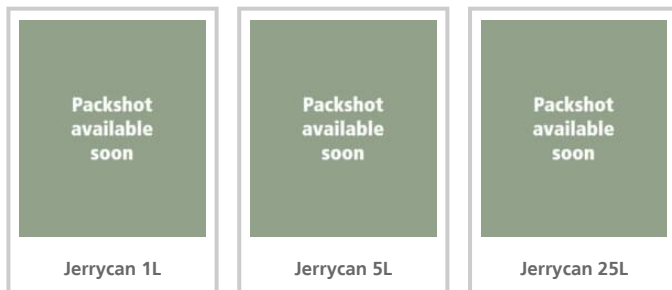 Packshot
available
soon
Jerrycan 1L
Packshot
available
soon
Jerrycan 5L
Packshot
available
soon
Jerrycan 25L